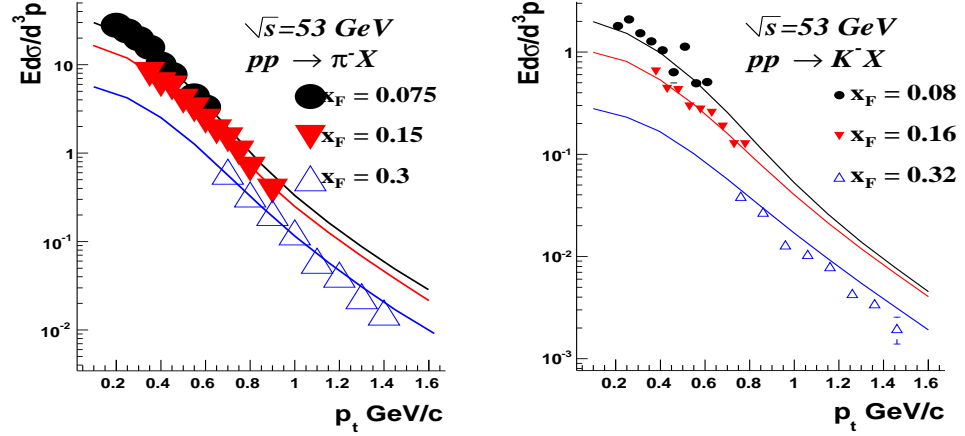 Edσ/d³p
√s=53 GeV
pp → π⁻X
x_F = 0.075
x_F = 0.15
x_F = 0.3
10
1
10⁻¹
10⁻²
0.2 0.4 0.6 0.8 1 1.2 1.4 1.6
p_t GeV/c
Edσ/d³p
√s=53 GeV
pp → K⁻X
x_F = 0.08
x_F = 0.16
x_F = 0.32
1
10⁻¹
10⁻²
10⁻³
0.2 0.4 0.6 0.8 1 1.2 1.4 1.6
p_t GeV/c